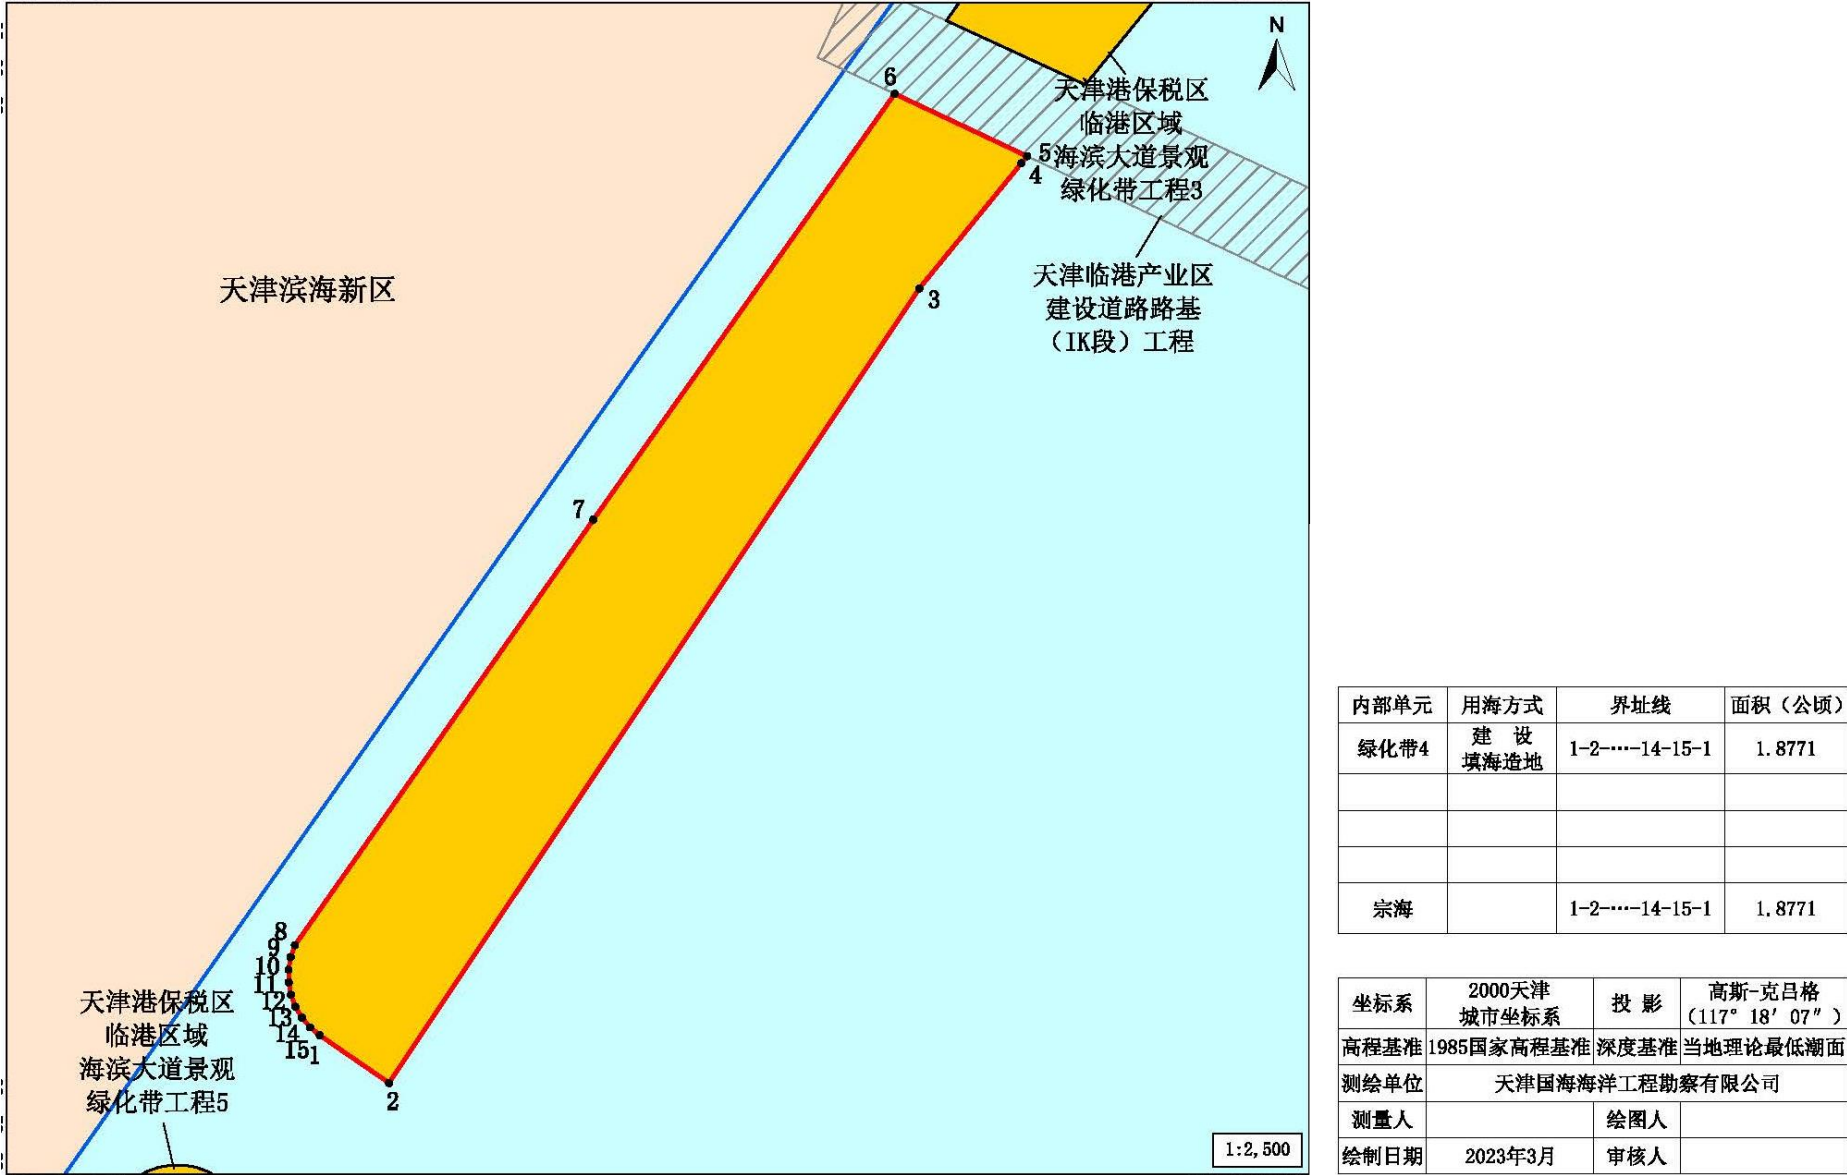 N
6
天津港保税区
临港区域
海滨大道景观
绿化带工程3
5
4
天津滨海新区
天津临港产业区
建设道路路基
（IK段）工程
3
7
8
9
10
11
12
13
14
15
1
2
天津港保税区
临港区域
海滨大道景观
绿化带工程5
1:2,500
内部单元 用海方式 界址线 面积（公顷）
绿化带4 建 设 填海造地 1-2-…-14-15-1 1.8771
宗海 1-2-…-14-15-1 1.8771
坐标系 2000天津 城市坐标系 投 影 高斯-克吕格 （117° 18′ 07″ ）
高程基准 1985国家高程基准 深度基准 当地理论最低潮面
测绘单位 天津国海海洋工程勘察有限公司
测量人 绘图人
绘制日期 2023年3月 审核人